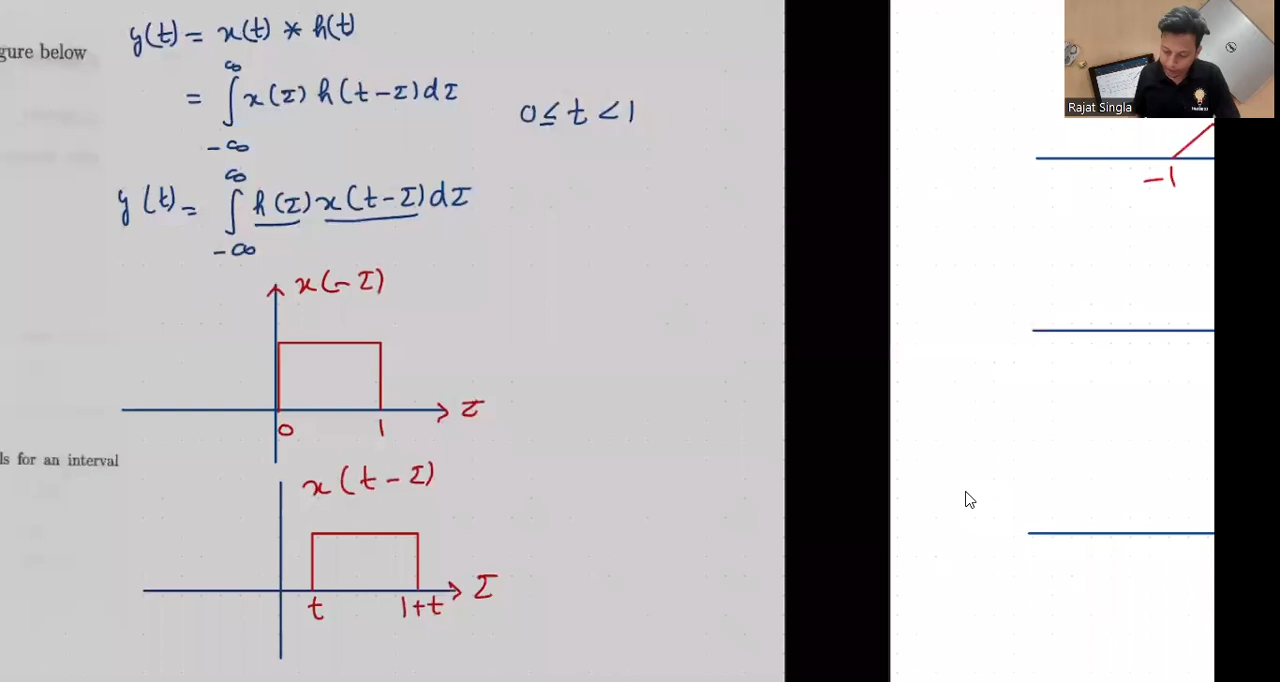 gure below
y(t) = x(t) * h(t)
= ∫_{-∞}^{∞} x(τ) h(t-τ) dτ
0 ≤ t < 1
y(t) = ∫_{-∞}^{∞} h(τ) x(t-τ) dτ
x(-τ)
τ
0 1
ls for an interval
x(t-τ)
τ
t 1+t
Rajat Singla
-1